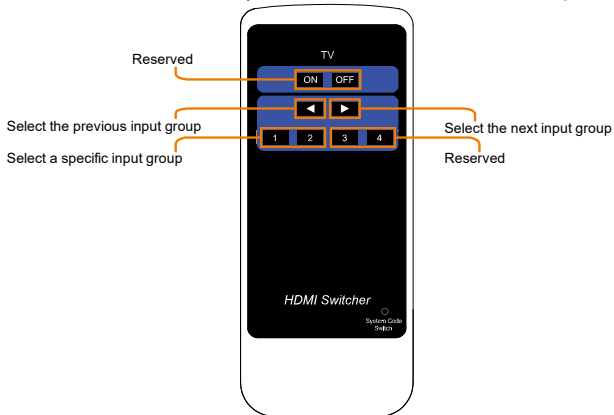 TV
Reserved
ON OFF
◄ ►
Select the previous input group
Select the next input group
1 2 3 4
Select a specific input group
Reserved
HDMI Switcher
System Code
Switch